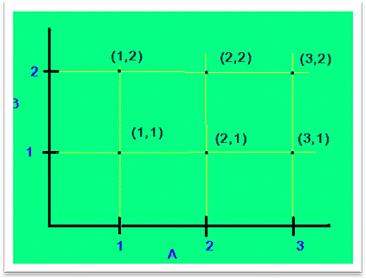 (1,2) (2,2) (3,2)
2
(1,1) (2,1) (3,1)
1
1 2 3
A